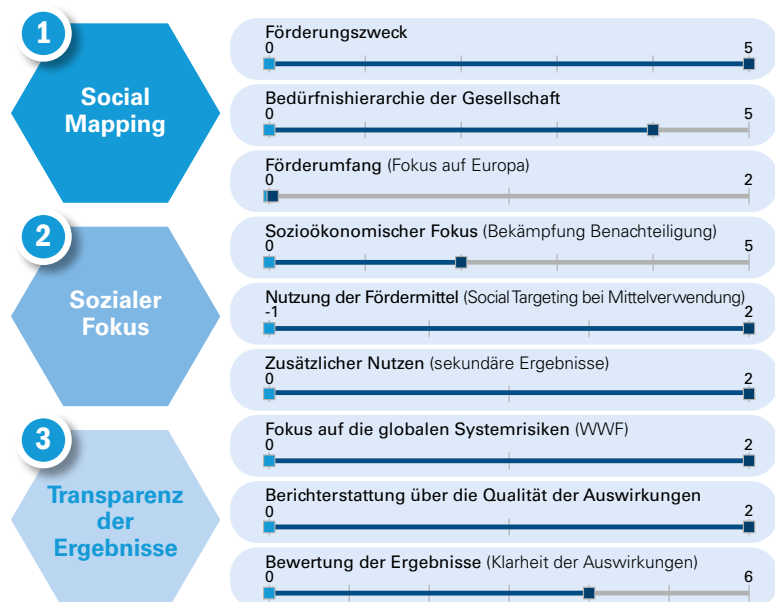 1
Social
Mapping
Förderungszweck
0 5
Bedürfnishierarchie der Gesellschaft
0 5
Förderumfang (Fokus auf Europa)
0 2
2
Sozialer
Fokus
Sozioökonomischer Fokus (Bekämpfung Benachteiligung)
0 5
Nutzung der Fördermittel (Social Targeting bei Mittelverwendung)
-1 2
Zusätzlicher Nutzen (sekundäre Ergebnisse)
0 2
3
Transparenz
der
Ergebnisse
Fokus auf die globalen Systemrisiken (WWF)
0 2
Berichterstattung über die Qualität der Auswirkungen
0 2
Bewertung der Ergebnisse (Klarheit der Auswirkungen)
0 6